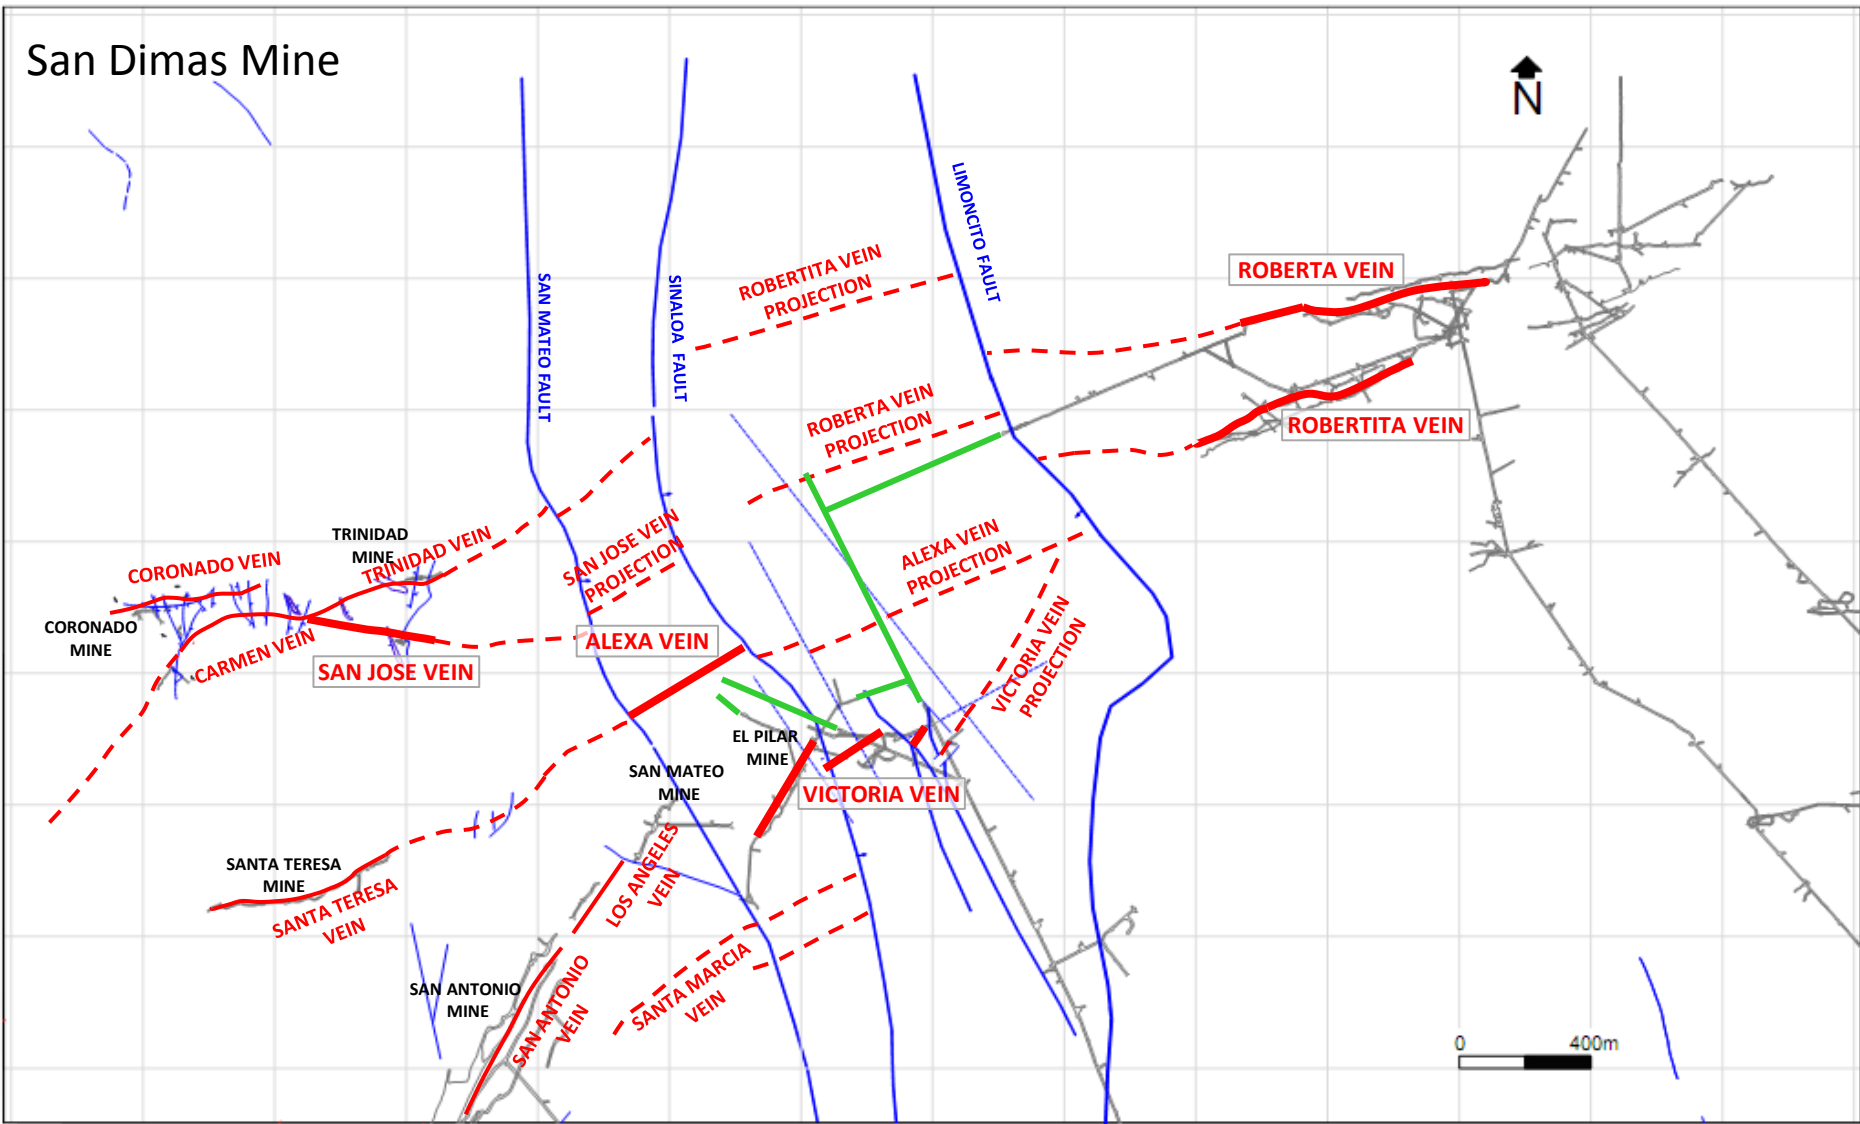 San Dimas Mine
N
LIMONCITO FAULT
ROBERTITA VEIN
PROJECTION
ROBERTA VEIN
SAN MATEO FAULT
SINALOA FAULT
ROBERTA VEIN
PROJECTION
ROBERTITA VEIN
SAN JOSE VEIN
PROJECTION
ALEXA VEIN
PROJECTION
TRINIDAD
MINE
TRINIDAD VEIN
CORONADO VEIN
CORONADO
MINE
CARMEN VEIN
SAN JOSE VEIN
ALEXA VEIN
VICTORIA VEIN
PROJECTION
EL PILAR
MINE
SAN MATEO
MINE
VICTORIA VEIN
LOS ANGELES
VEIN
SANTA TERESA
MINE
SANTA TERESA
VEIN
SANTA MARCIA
VEIN
SAN ANTONIO
MINE
SAN ANTONIO
VEIN
0 400m